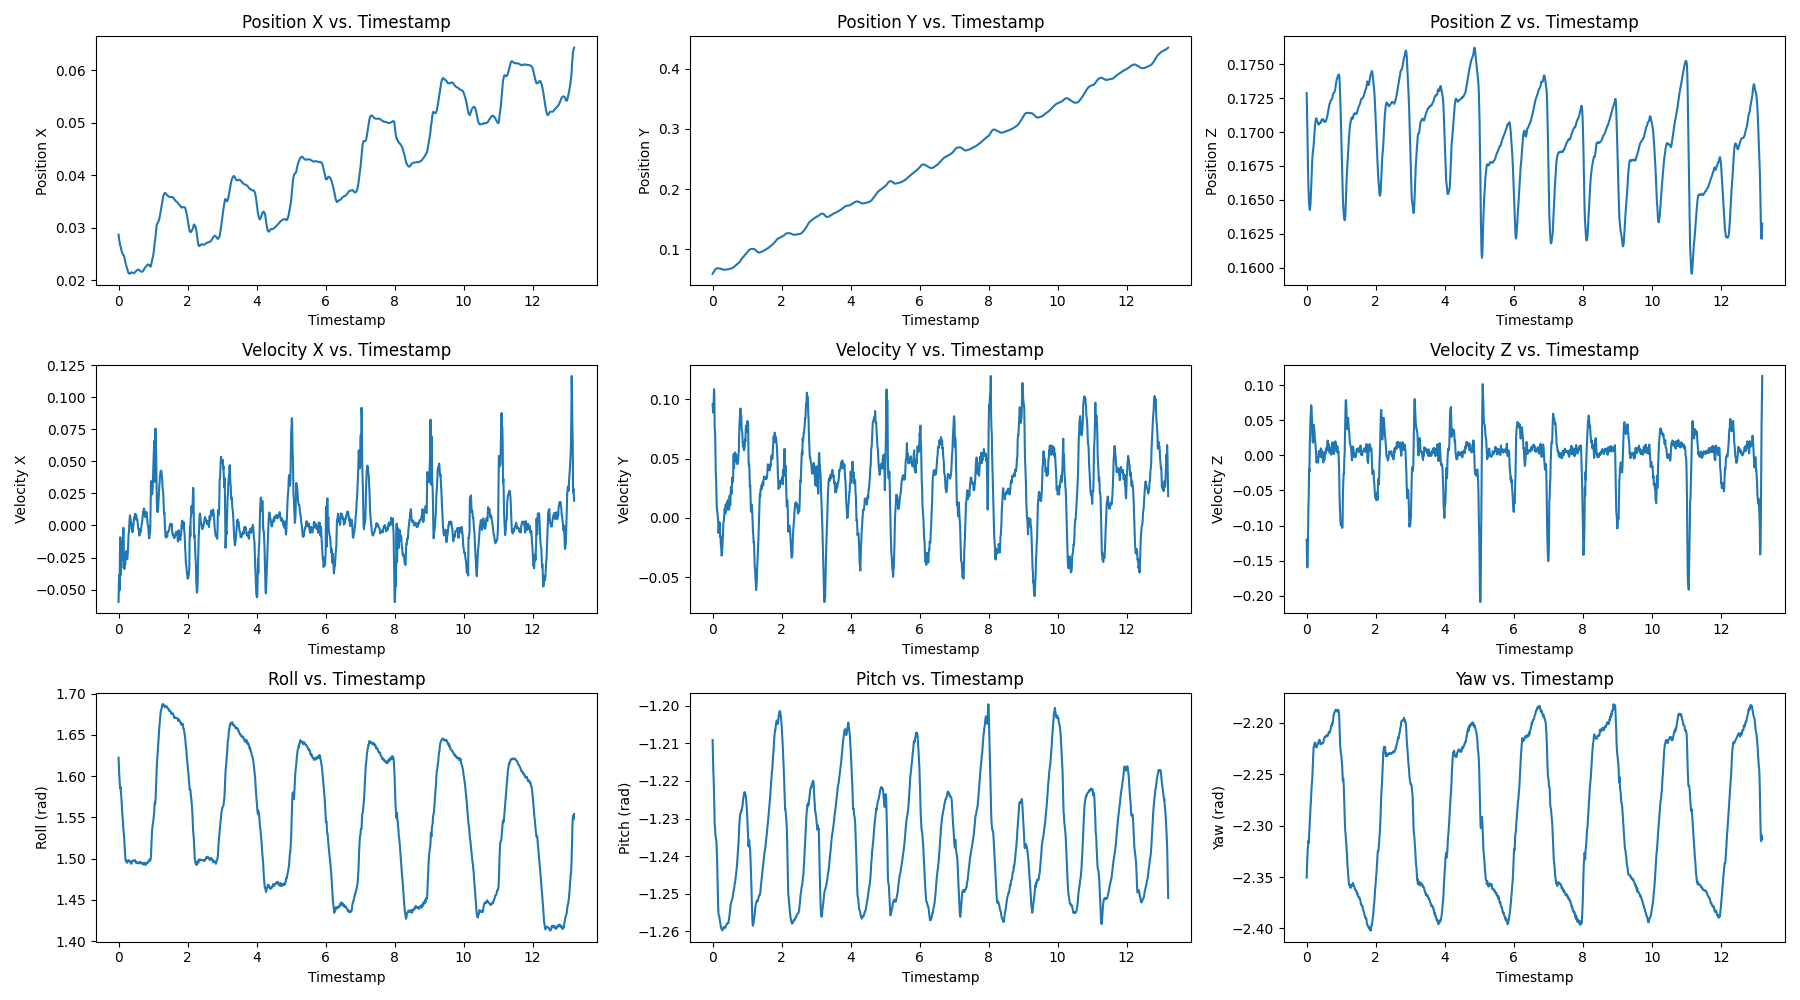 Position X vs. Timestamp
Position X
0.06
0.05
0.04
0.03
0.02
0 2 4 6 8 10 12
Timestamp
Position Y vs. Timestamp
Position Y
0.4
0.3
0.2
0.1
0 2 4 6 8 10 12
Timestamp
Position Z vs. Timestamp
Position Z
0.1750
0.1725
0.1700
0.1675
0.1650
0.1625
0.1600
0 2 4 6 8 10 12
Timestamp
Velocity X vs. Timestamp
Velocity X
0.125
0.100
0.075
0.050
0.025
0.000
−0.025
−0.050
0 2 4 6 8 10 12
Timestamp
Velocity Y vs. Timestamp
Velocity Y
0.10
0.05
0.00
−0.05
0 2 4 6 8 10 12
Timestamp
Velocity Z vs. Timestamp
Velocity Z
0.10
0.05
0.00
−0.05
−0.10
−0.15
−0.20
0 2 4 6 8 10 12
Timestamp
Roll vs. Timestamp
Roll (rad)
1.70
1.65
1.60
1.55
1.50
1.45
1.40
0 2 4 6 8 10 12
Timestamp
Pitch vs. Timestamp
Pitch (rad)
−1.20
−1.21
−1.22
−1.23
−1.24
−1.25
−1.26
0 2 4 6 8 10 12
Timestamp
Yaw vs. Timestamp
Yaw (rad)
−2.20
−2.25
−2.30
−2.35
−2.40
0 2 4 6 8 10 12
Timestamp